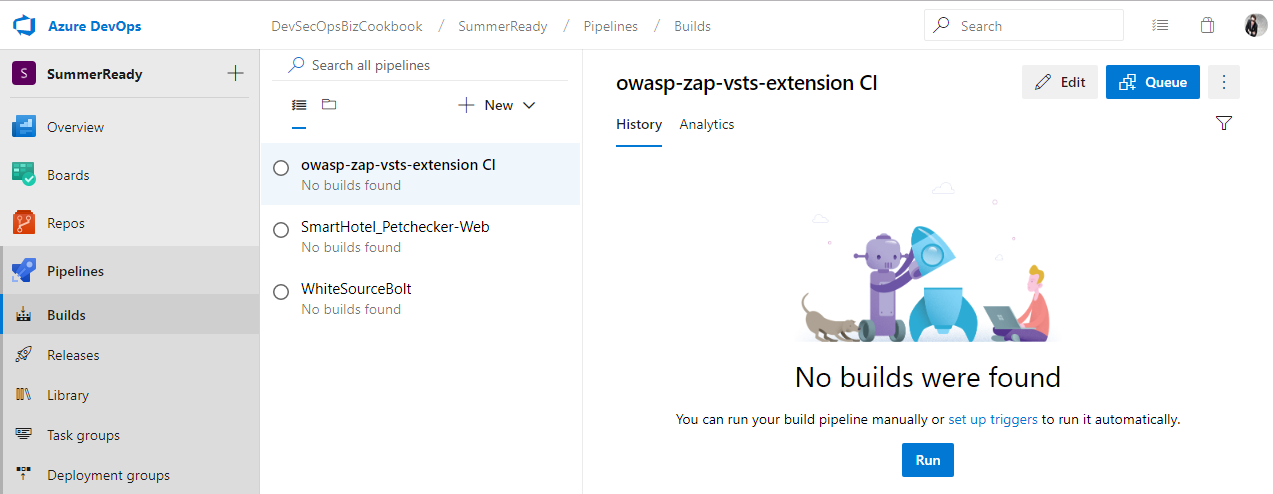 Azure DevOps
DevSecOpsBizCookbook / SummerReady / Pipelines / Builds
Search
S
SummerReady
Overview
Boards
Repos
Pipelines
Builds
Releases
Library
Task groups
Deployment groups
Search all pipelines
New
owasp-zap-vsts-extension CI
No builds found
SmartHotel_Petchecker-Web
No builds found
WhiteSourceBolt
No builds found
owasp-zap-vsts-extension CI
Edit
Queue
History Analytics
No builds were found
You can run your build pipeline manually or set up triggers to run it automatically.
Run